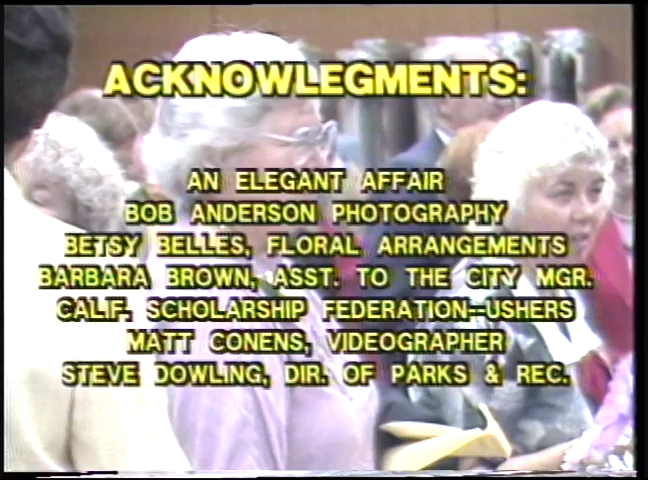 ACKNOWLEGMENTS:
AN ELEGANT AFFAIR
BOB ANDERSON PHOTOGRAPHY
BETSY BELLES, FLORAL ARRANGEMENTS
BARBARA BROWN, ASST. TO THE CITY MGR.
CALIF. SCHOLARSHIP FEDERATION--USHERS
MATT CONENS, VIDEOGRAPHER
STEVE DOWLING, DIR. OF PARKS & REC.